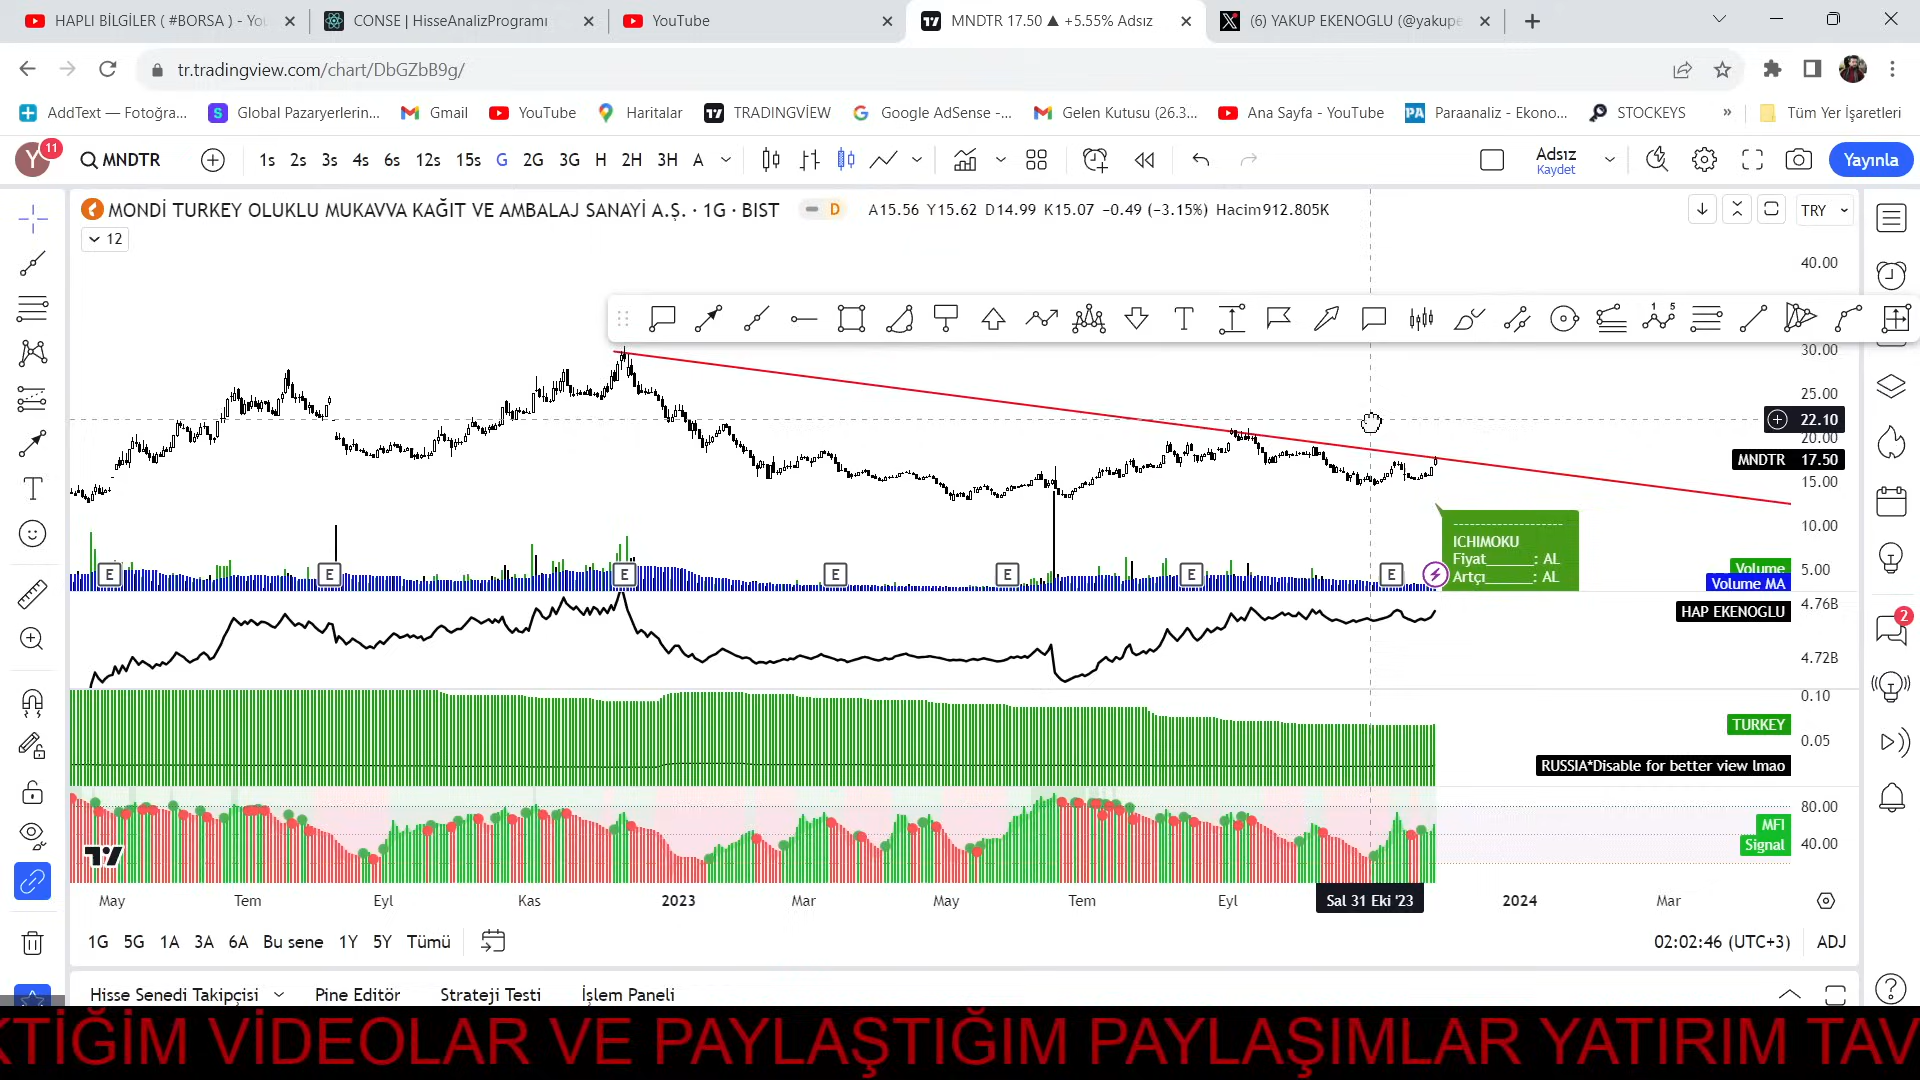 HAPLI BİLGİLER ( #BORSA ) - Yo
CONSE | HisseAnalizProgramı
YouTube
MNDTR 17.50 ▲ +5.55% Adsız
(6) YAKUP EKENOGLU (@yakupe
tr.tradingview.com/chart/DbGZbB9g/
AddText — Fotoğra...
Global Pazaryerlerin...
Gmail
YouTube
Haritalar
TRADINGVİEW
Google AdSense -...
Gelen Kutusu (26.3...
Ana Sayfa - YouTube
Paraanaliz - Ekono...
STOCKEYS
»
Tüm Yer İşaretleri
Y
11
MNDTR
1s 2s 3s 4s 6s 12s 15s G 2G 3G H 2H 3H A
Adsız
Kaydet
Yayınla
MONDİ TURKEY OLUKLU MUKAVVA KAĞIT VE AMBALAJ SANAYİ A.Ş. · 1G · BIST
D
A15.56 Y15.62 D14.99 K15.07 −0.49 (−3.15%) Hacim912.805K
TRY
12
40.00
30.00
25.00
22.10
20.00
MNDTR 17.50
15.00
10.00
5.00
--------------------
ICHIMOKU
Fiyat______: AL
Artçı______: AL
E E E E E E E
Volume
Volume MA
HAP EKENOGLU
4.76B
4.72B
0.10
TURKEY
0.05
RUSSIA*Disable for better view lmao
80.00
MFI
Signal
40.00
2
May Tem Eyl Kas 2023 Mar May Tem Eyl Sal 31 Eki '23 2024 Mar
1G 5G 1A 3A 6A Bu sene 1Y 5Y Tümü
02:02:46 (UTC+3)
ADJ
Hisse Senedi Takipçisi
Pine Editör
Strateji Testi
İşlem Paneli
KTİĞİM VİDEOLAR VE PAYLAŞTIĞIM PAYLAŞIMLAR YATIRIM TAV